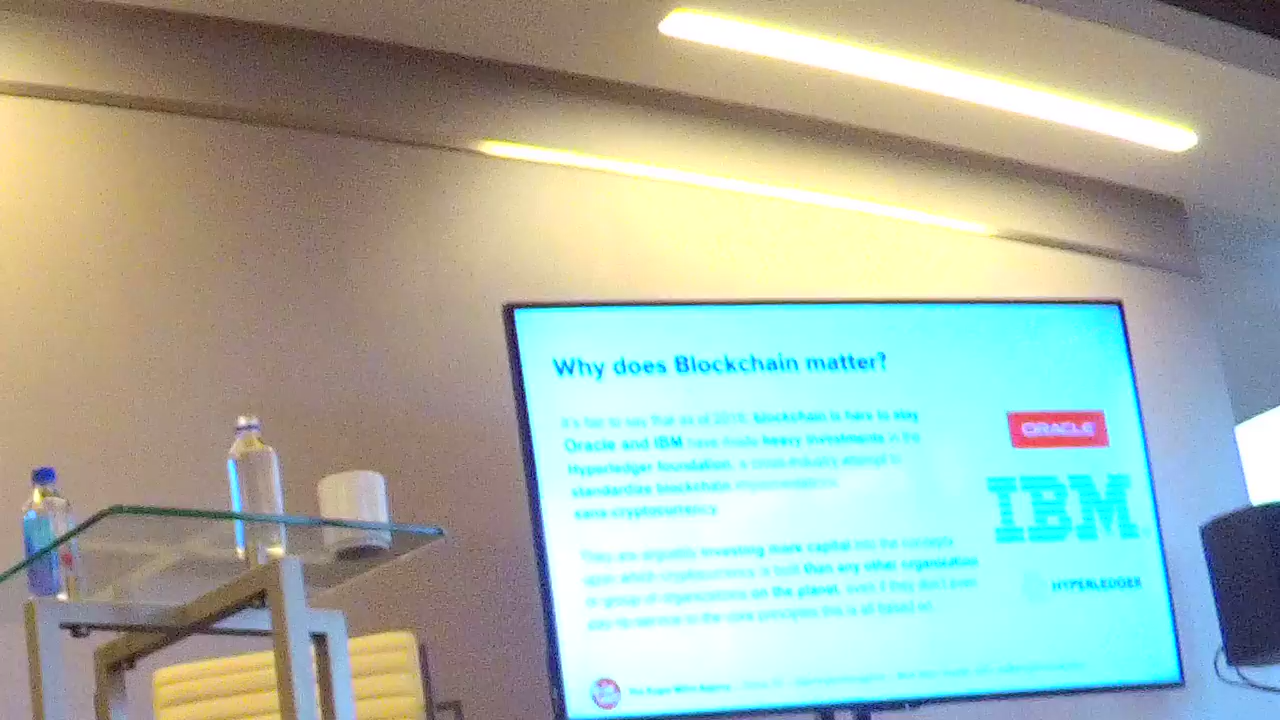 Why does Blockchain matter?
It's fair to say that as of 2018, blockchain is here to stay
Oracle and IBM have made heavy investments in the
Hyperledger foundation, a cross-industry attempt to
standardize blockchain
sans-cryptocurrency
They are arguably investing more capital into the concepts
upon which cryptocurrency is built than any other organization
or group of organizations on the planet, even if they don't even
the core principles this is all based on
ORACLE
IBM
HYPERLEDGER